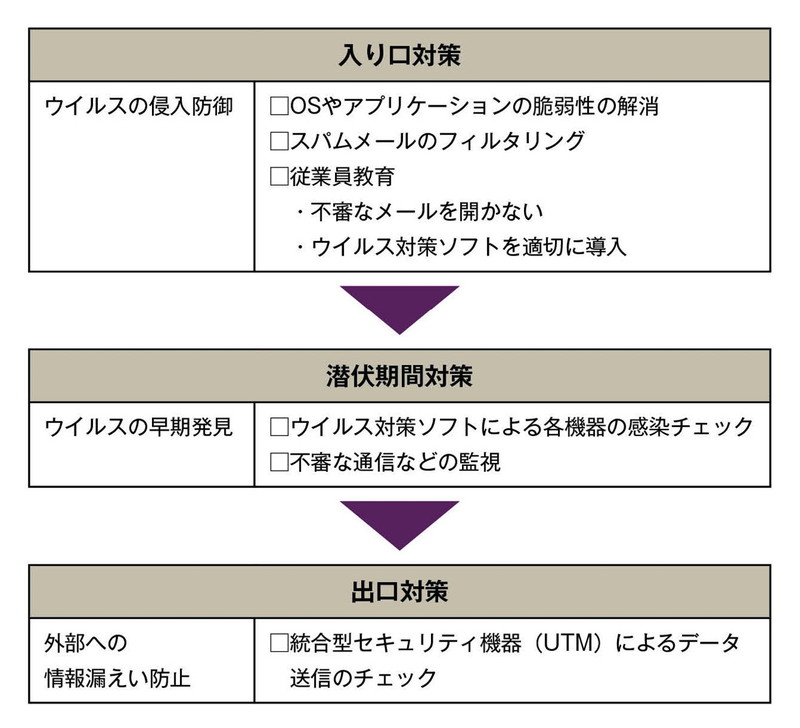 入り口対策
ウイルスの侵入防御
□OSやアプリケーションの脆弱性の解消
□スパムメールのフィルタリング
□従業員教育
・不審なメールを開かない
・ウイルス対策ソフトを適切に導入
潜伏期間対策
ウイルスの早期発見
□ウイルス対策ソフトによる各機器の感染チェック
□不審な通信などの監視
出口対策
外部への
情報漏えい防止
□統合型セキュリティ機器（UTM）によるデータ
送信のチェック